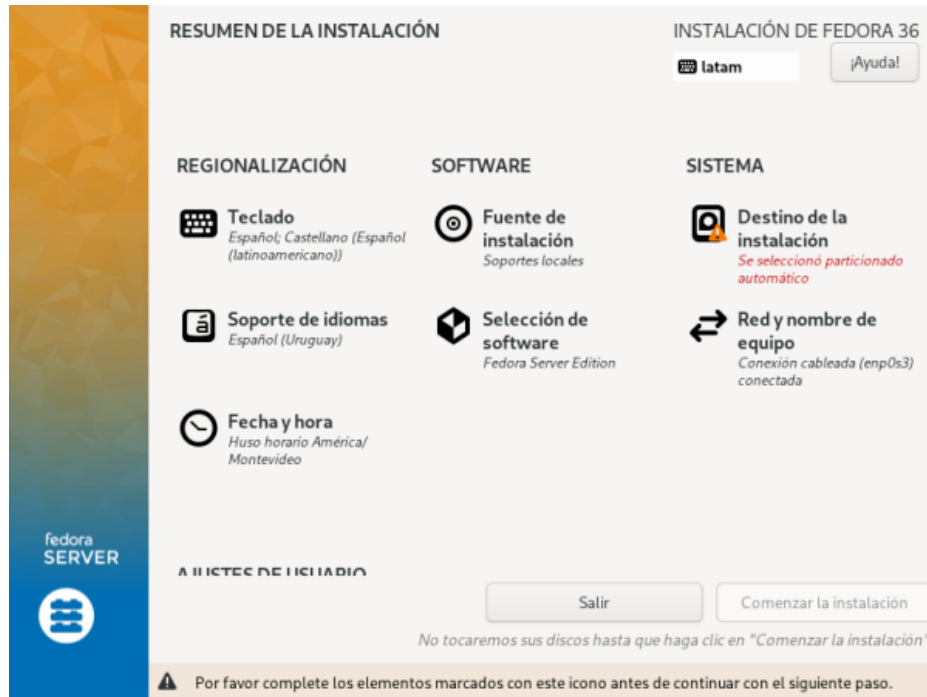 RESUMEN DE LA INSTALACIÓN
INSTALACIÓN DE FEDORA 36
latam
¡Ayuda!
REGIONALIZACIÓN
Teclado
Español; Castellano (Español
(latinoamericano))
Soporte de idiomas
Español (Uruguay)
Fecha y hora
Huso horario América/
Montevideo
SOFTWARE
Fuente de
instalación
Soportes locales
Selección de
software
Fedora Server Edition
SISTEMA
Destino de la
instalación
Se seleccionó particionado
automático
Red y nombre de
equipo
Conexión cableada (enp0s3)
conectada
fedora
SERVER
AJUSTES DE USUARIO
Salir
Comenzar la instalación
No tocaremos sus discos hasta que haga clic en "Comenzar la instalación"
Por favor complete los elementos marcados con este icono antes de continuar con el siguiente paso.